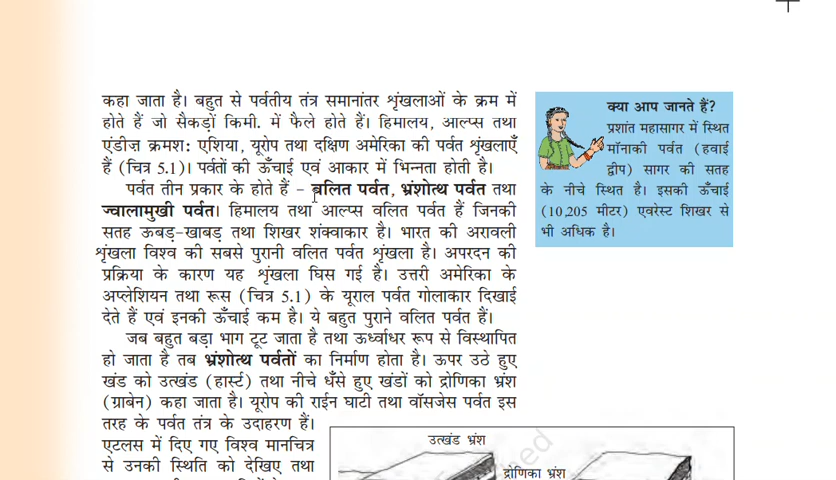 कहा जाता है। बहुत से पर्वतीय तंत्र समानांतर शृंखलाओं के क्रम में
होते हैं जो सैकड़ों किमी. में फैले होते हैं। हिमालय, आल्प्स तथा
एंडीज़ क्रमश: एशिया, यूरोप तथा दक्षिण अमेरिका की पर्वत शृंखलाएँ
हैं (चित्र 5.1)। पर्वतों की ऊँचाई एवं आकार में भिन्नता होती है।
पर्वत तीन प्रकार के होते हैं - वलित पर्वत, भ्रंशोत्थ पर्वत तथा
ज्वालामुखी पर्वत। हिमालय तथा आल्प्स वलित पर्वत हैं जिनकी
सतह ऊबड़-खाबड़ तथा शिखर शंक्वाकार है। भारत की अरावली
शृंखला विश्व की सबसे पुरानी वलित पर्वत शृंखला है। अपरदन की
प्रक्रिया के कारण यह शृंखला घिस गई है। उत्तरी अमेरिका के
अप्लेशियन तथा रूस (चित्र 5.1) के यूराल पर्वत गोलाकार दिखाई
देते हैं एवं इनकी ऊँचाई कम है। ये बहुत पुराने वलित पर्वत हैं।
जब बहुत बड़ा भाग टूट जाता है तथा ऊर्ध्वाधर रूप से विस्थापित
हो जाता है तब भ्रंशोत्थ पर्वतों का निर्माण होता है। ऊपर उठे हुए
खंड को उत्खंड (हार्स्ट) तथा नीचे धँसे हुए खंडों को द्रोणिका भ्रंश
(ग्राबेन) कहा जाता है। यूरोप की राईन घाटी तथा वॉसजेस पर्वत इस
तरह के पर्वत तंत्र के उदाहरण हैं।
एटलस में दिए गए विश्व मानचित्र
से उनकी स्थिति को देखिए तथा
क्या आप जानते हैं?
प्रशांत महासागर में स्थित
मॉनाकी पर्वत (हवाई
द्वीप) सागर की सतह
के नीचे स्थित है। इसकी ऊँचाई
(10,205 मीटर) एवरेस्ट शिखर से
भी अधिक है।
उत्खंड भ्रंश
द्रोणिका भ्रंश